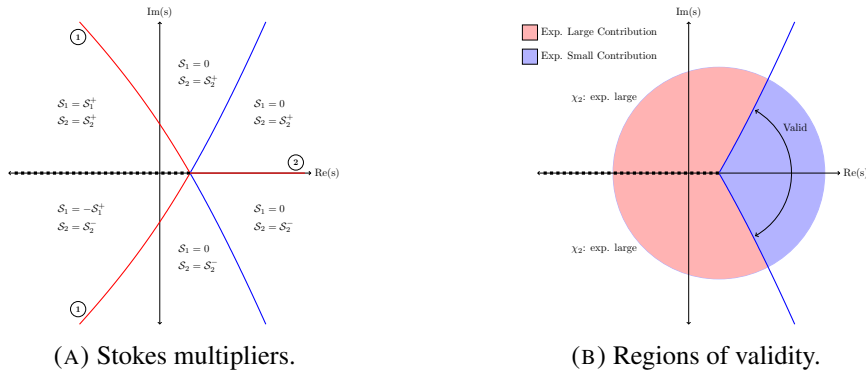 Im(s)
1
S₁ = 0
S₂ = S₂⁺
S₁ = S₁⁺
S₂ = S₂⁺
S₁ = 0
S₂ = S₂⁺
2
Re(s)
S₁ = −S₁⁺
S₂ = S₂⁻
S₁ = 0
S₂ = S₂⁻
S₁ = 0
S₂ = S₂⁻
1
(A) Stokes multipliers.
Im(s)
Exp. Large Contribution
Exp. Small Contribution
χ₂: exp. large
Valid
Re(s)
χ₂: exp. large
(B) Regions of validity.